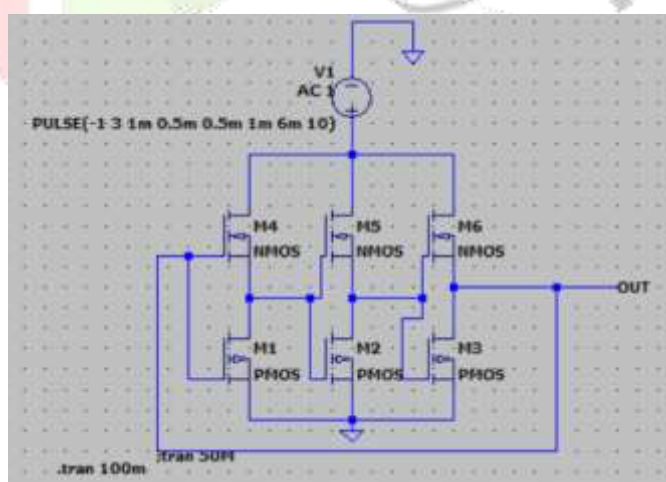 V1
AC 1
PULSE(-1 3 1m 0.5m 0.5m 1m 6m 10)
M4 M5 M6
NMOS NMOS NMOS
OUT
M1 M2 M3
PMOS PMOS PMOS
;tran 50M
.tran 100m